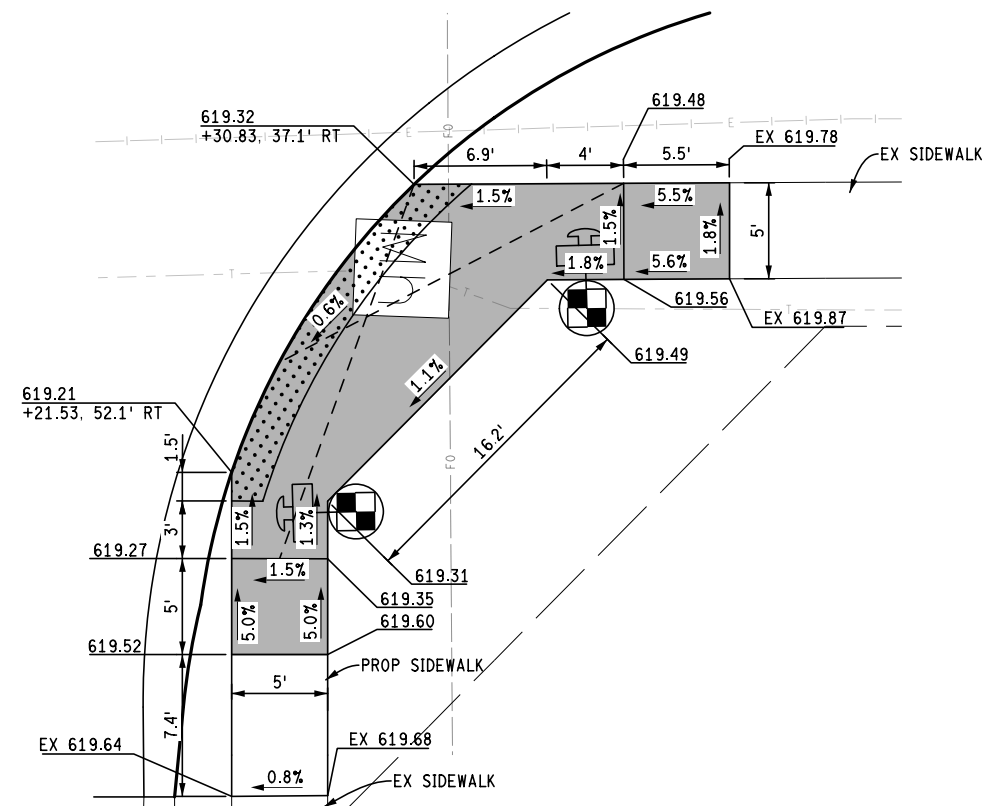 619.32
+30.83, 37.1' RT
E
FO
E
619.48
EX 619.78
EX SIDEWALK
6.9'
4'
5.5'
1.5%
1.5%
5.5%
1.8%
5'
1.8%
5.6%
T
T
T
619.56
EX 619.87
0.6%
619.49
1.1%
619.21
+21.53, 52.1' RT
1.5'
16.2'
FO
3'
1.5%
1.3%
619.27
1.5%
619.31
619.35
5'
5.0%
5.0%
619.60
619.52
PROP SIDEWALK
5'
7.4'
EX 619.64
EX 619.68
0.8%
EX SIDEWALK